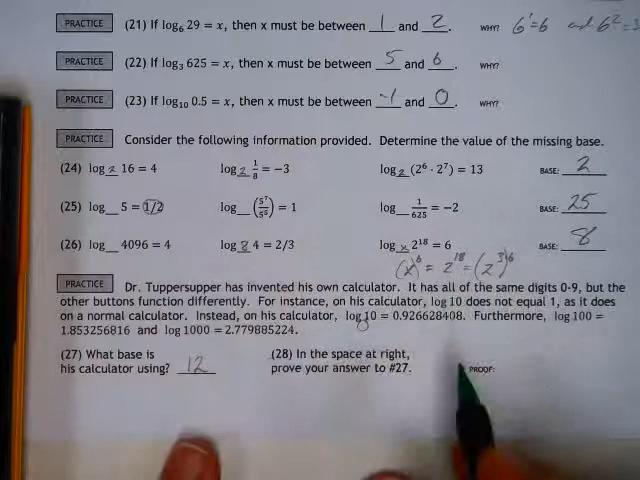 PRACTICE (21) If log₆ 29 = x, then x must be between 1 and 2. WHY? 6¹=6 and 6²=
PRACTICE (22) If log₃ 625 = x, then x must be between 5 and 6. WHY?
PRACTICE (23) If log₁₀ 0.5 = x, then x must be between -1 and 0. WHY?
PRACTICE Consider the following information provided. Determine the value of the missing base.
(24) log 2 16 = 4 log 2 1/8 = −3 log 2 (2⁶ · 2⁷) = 13 BASE: 2
(25) log__ 5 = 1/2 log__ (5⁷/5⁵) = 1 log__ 1/625 = −2 BASE: 25
(26) log__ 4096 = 4 log 8 4 = 2/3 log x 2¹⁸ = 6 BASE: 8
(x)⁶ = 2¹⁸ = (2³)⁶
PRACTICE Dr. Tuppersupper has invented his own calculator. It has all of the same digits 0-9, but the
other buttons function differently. For instance, on his calculator, log 10 does not equal 1, as it does
on a normal calculator. Instead, on his calculator, log 10 = 0.926628408. Furthermore, log 100 =
1.853256816 and log 1000 = 2.779885224.
(27) What base is (28) In the space at right,
his calculator using? 12 prove your answer to #27. PROOF: